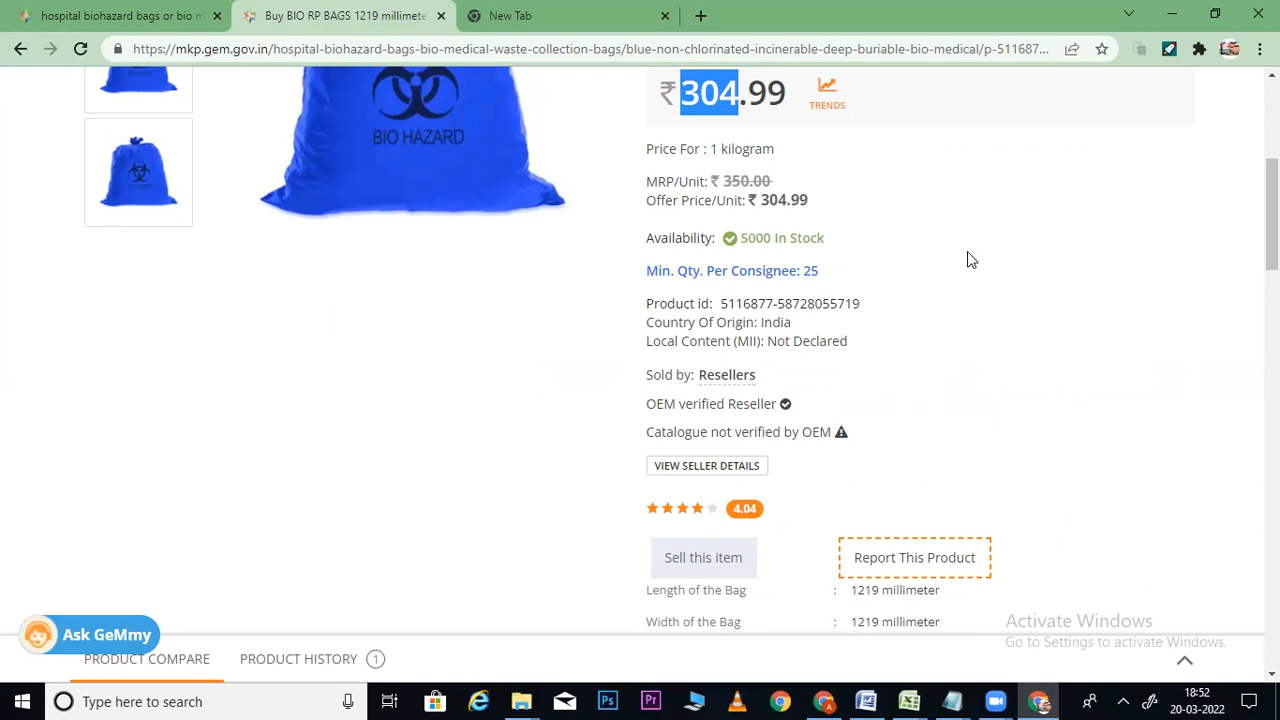 hospital biohazard bags or bio m
Buy BIO RP BAGS 1219 millimete
New Tab
https://mkp.gem.gov.in/hospital-biohazard-bags-bio-medical-waste-collection-bags/blue-non-chlorinated-incinerable-deep-buriable-bio-medical/p-511687...
BIO HAZARD
₹ 304.99
TRENDS
Price For : 1 kilogram
MRP/Unit: ₹ 350.00
Offer Price/Unit: ₹ 304.99
Availability: 5000 In Stock
Min. Qty. Per Consignee: 25
Product id: 5116877-58728055719
Country Of Origin: India
Local Content (MII): Not Declared
Sold by: Resellers
OEM verified Reseller
Catalogue not verified by OEM
VIEW SELLER DETAILS
4.04
Sell this item
Report This Product
Length of the Bag : 1219 millimeter
Width of the Bag : 1219 millimeter
Activate Windows
Go to Settings to activate Windows.
Ask GeMmy
PRODUCT COMPARE
PRODUCT HISTORY 1
Type here to search
18:52
20-03-2022